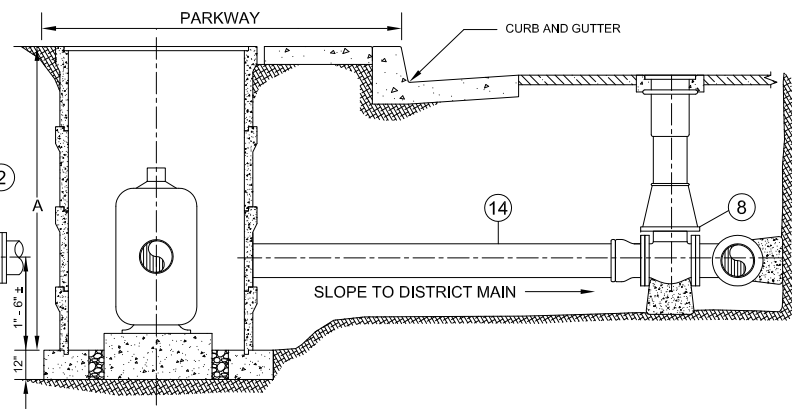 PARKWAY
CURB AND GUTTER
2
A
14
8
SLOPE TO DISTRICT MAIN
1" - 6" ±
12"